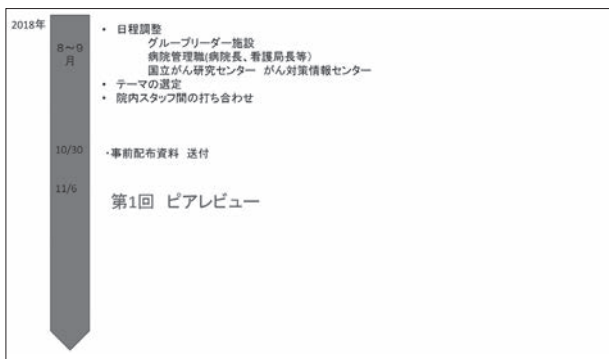 2018年
8～9
月
• 日程調整
グループリーダー施設
病院管理職(病院長、看護局長等)
国立がん研究センター がん対策情報センター
• テーマの選定
• 院内スタッフ間の打ち合わせ
10/30
・事前配布資料 送付
11/6
第1回 ピアレビュー